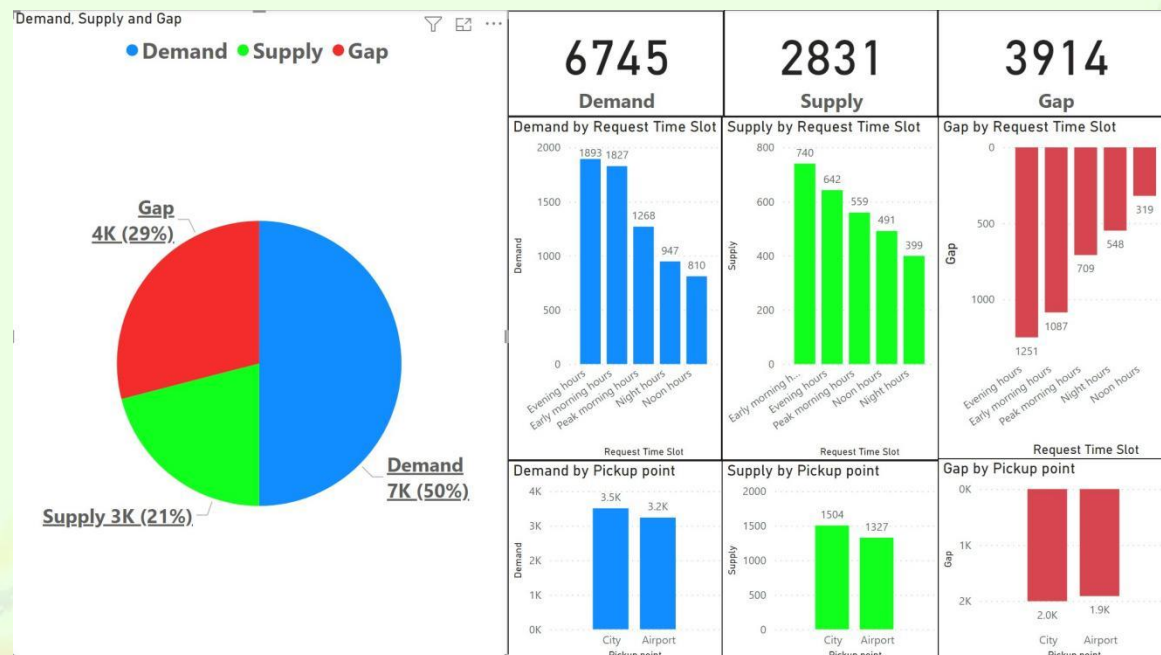 Demand, Supply and Gap
Demand Supply Gap
Gap
4K (29%)
Demand
7K (50%)
Supply 3K (21%)
6745
Demand
2831
Supply
3914
Gap
Demand by Request Time Slot
2000
1500
1000
500
0
Demand
1893
1827
1268
947
810
Evening hours
Early morning hours
Peak morning hours
Night hours
Noon hours
Request Time Slot
Supply by Request Time Slot
800
600
400
200
0
Supply
740
642
559
491
399
Early morning h...
Evening hours
Peak morning hours
Noon hours
Night hours
Request Time Slot
Gap by Request Time Slot
0
500
1000
Gap
1251
1087
709
548
319
Evening hours
Early morning hours
Peak morning hours
Night hours
Noon hours
Request Time Slot
Demand by Pickup point
4K
3K
2K
1K
0K
Demand
3.5K
3.2K
City
Airport
Pickup point
Supply by Pickup point
2000
1500
1000
500
0
Supply
1504
1327
City
Airport
Pickup point
Gap by Pickup point
0K
1K
2K
Gap
2.0K
1.9K
City
Airport
Pickup point